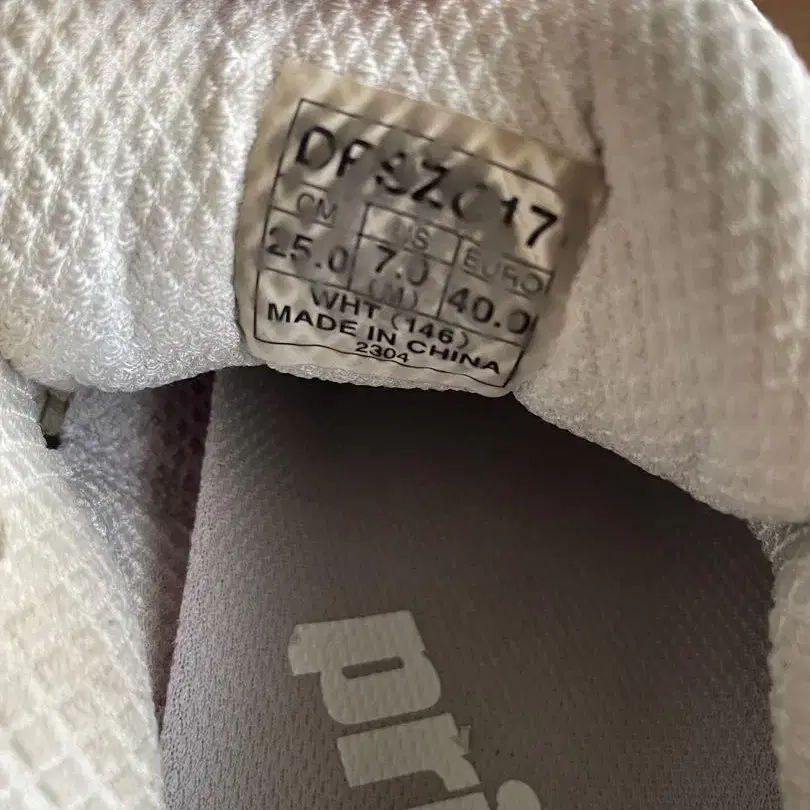 CM US EURO
25.0 7.0 (M) 40.0
WHT (146)
MADE IN CHINA
2304
pri